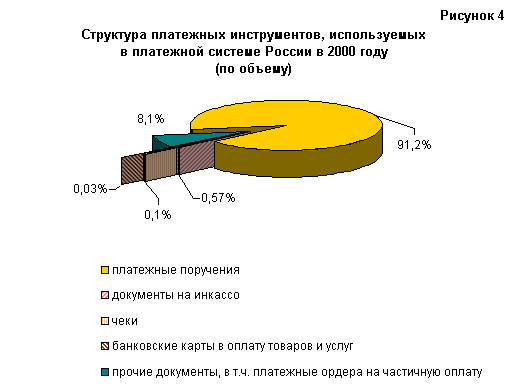 Рисунок 4
Структура платежных инструментов, используемых
в платежной системе России в 2000 году
(по объему)
8,1%
91,2%
0,03%
0,57%
0,1%
платежные поручения
документы на инкассо
чеки
банковские карты в оплату товаров и услуг
прочие документы, в т.ч. платежные ордера на частичную оплату